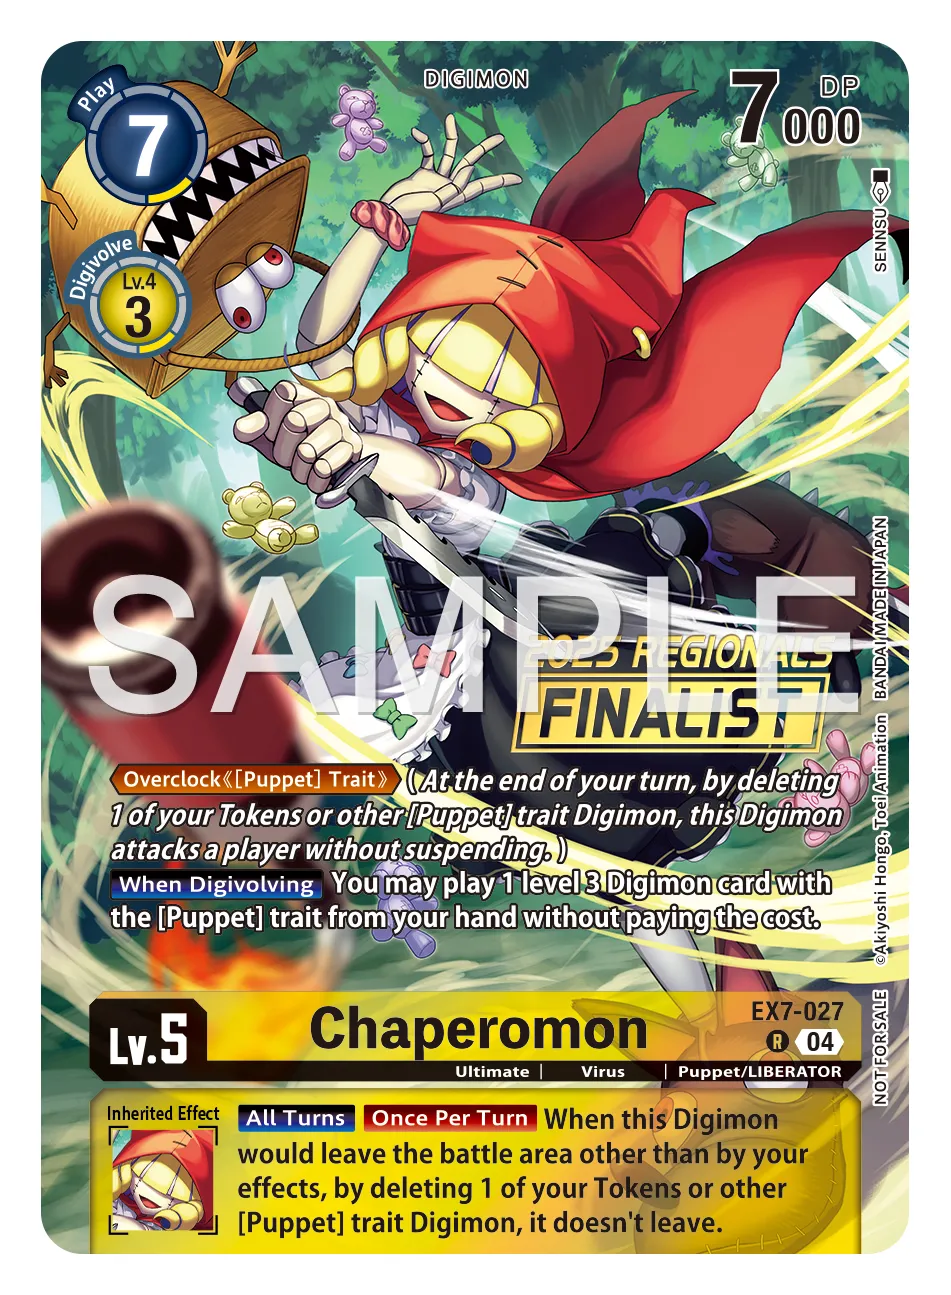 DIGIMON
Play
7
7000
DP
Digivolve
Lv.4
3
SENNSU
SAMPLE
2025 REGIONALS
FINALIST
BANDAI MADE IN JAPAN
©Akiyoshi Hongo, Toei Animation
NOT FOR SALE
Overclock《[Puppet] Trait》 ( At the end of your turn, by deleting
1 of your Tokens or other [Puppet] trait Digimon, this Digimon
attacks a player without suspending. )
When Digivolving You may play 1 level 3 Digimon card with
the [Puppet] trait from your hand without paying the cost.
Lv.5
Chaperomon
EX7-027
R 04
Ultimate | Virus | Puppet/LIBERATOR
Inherited Effect
All Turns Once Per Turn When this Digimon
would leave the battle area other than by your
effects, by deleting 1 of your Tokens or other
[Puppet] trait Digimon, it doesn't leave.